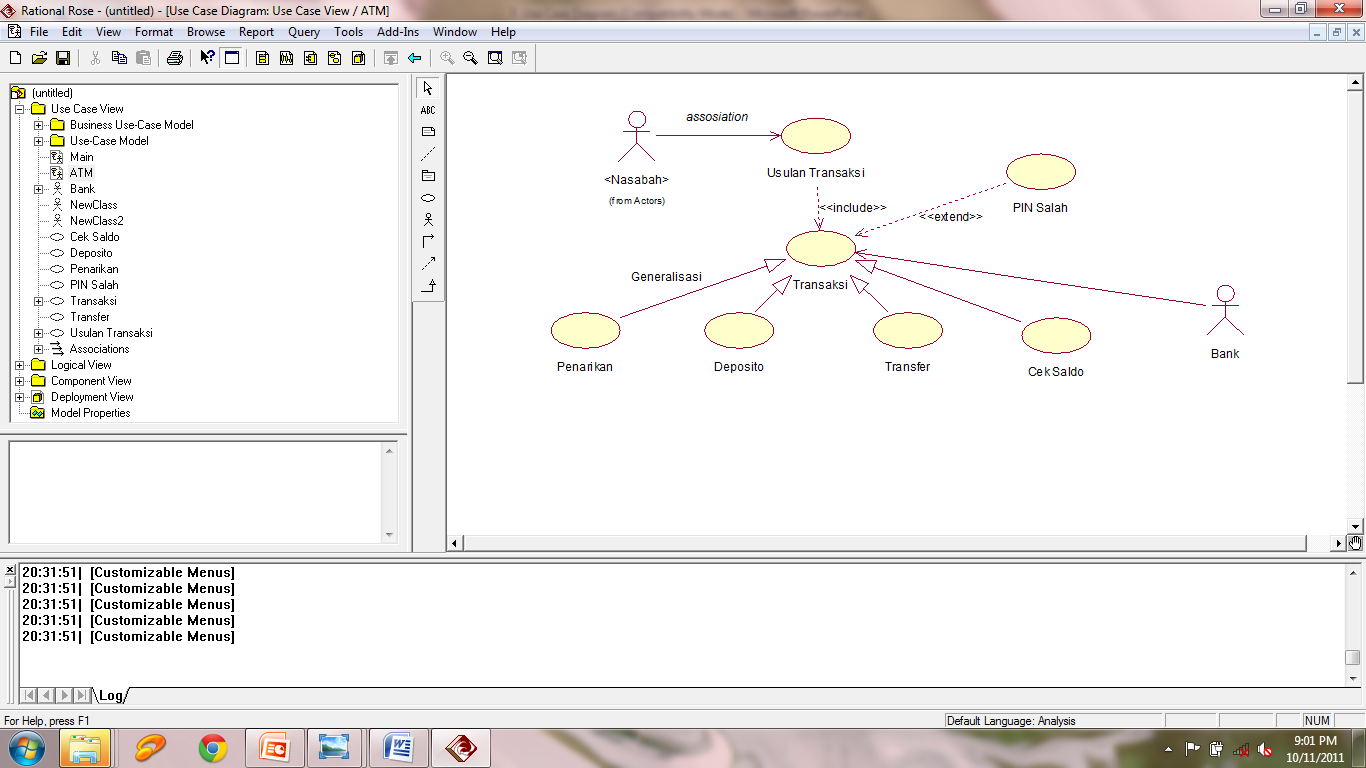 Rational Rose - (untitled) - [Use Case Diagram: Use Case View / ATM]
File Edit View Format Browse Report Query Tools Add-Ins Window Help
(untitled)
Use Case View
Business Use-Case Model
Use-Case Model
Main
ATM
Bank
NewClass
NewClass2
Cek Saldo
Deposito
Penarikan
PIN Salah
Transaksi
Transfer
Usulan Transaksi
Associations
Logical View
Component View
Deployment View
Model Properties
ABC
assosiation
<Nasabah>
(from Actors)
Usulan Transaksi
<<include>>
<<extend>>
PIN Salah
Generalisasi
Transaksi
Penarikan
Deposito
Transfer
Cek Saldo
Bank
20:31:51| [Customizable Menus]
20:31:51| [Customizable Menus]
20:31:51| [Customizable Menus]
20:31:51| [Customizable Menus]
20:31:51| [Customizable Menus]
Log
For Help, press F1
Default Language: Analysis
NUM
9:01 PM
10/11/2011